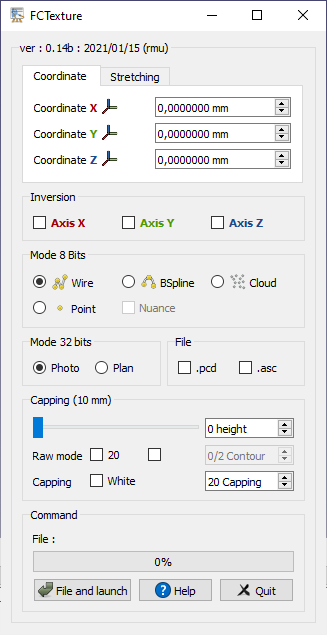 FCTexture
ver : 0.14b : 2021/01/15 (rmu)
Coordinate Stretching
Coordinate X 0,0000000 mm
Coordinate Y 0,0000000 mm
Coordinate Z 0,0000000 mm
Inversion
Axis X Axis Y Axis Z
Mode 8 Bits
Wire BSpline Cloud
Point Nuance
Mode 32 bits File
Photo Plan .pcd .asc
Capping (10 mm)
0 height
Raw mode 20 0/2 Contour
Capping White 20 Capping
Command
File :
0%
File and launch Help Quit